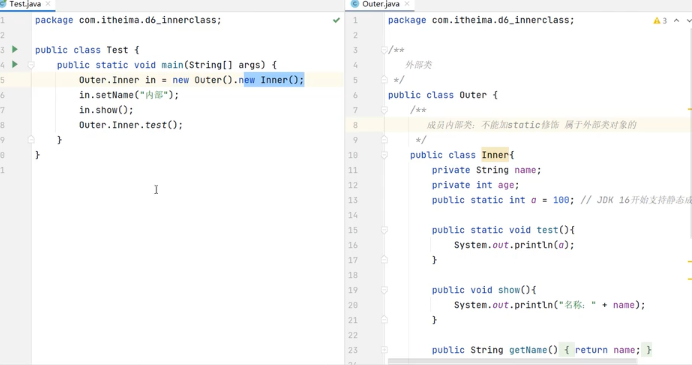 Test.java
1 package com.itheima.d6_innerclass;
2
3 public class Test {
4 public static void main(String[] args) {
5 Outer.Inner in = new Outer().new Inner();
6 in.setName("内部");
7 in.show();
8 Outer.Inner.test();
9 }
0 }
1
Outer.java
3
1 package com.itheima.d6_innerclass;
2
3 /**
4 外部类
5 */
6 public class Outer {
7 /**
8 成员内部类:不能加static修饰 属于外部类对象的
9 */
10 public class Inner{
11 private String name;
12 private int age;
13 public static int a = 100; // JDK 16开始支持静态成
14
15 public static void test(){
16 System.out.println(a);
17 }
18
19 public void show(){
20 System.out.println("名称:" + name);
21 }
22
23 public String getName() { return name; }